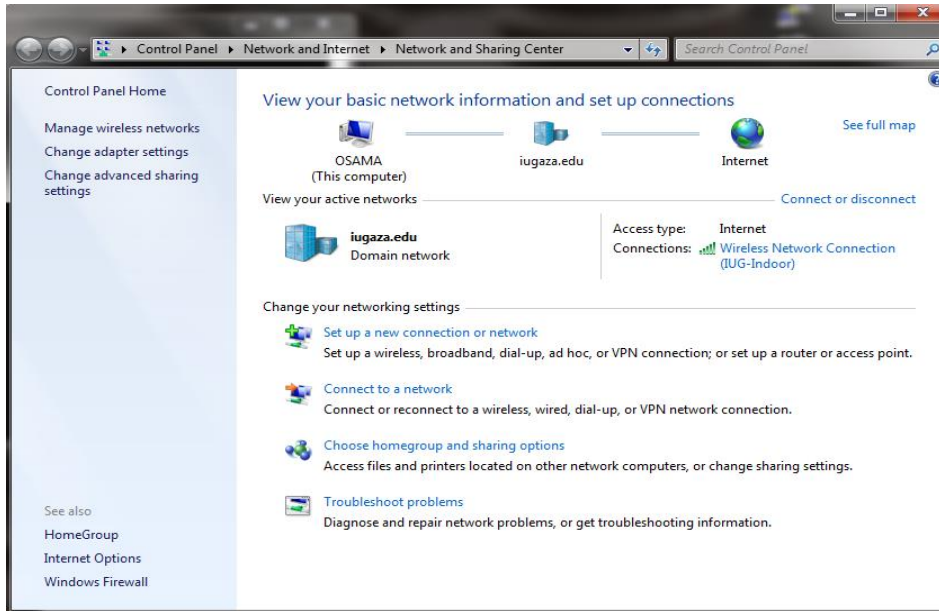 Control Panel ▸ Network and Internet ▸ Network and Sharing Center
Search Control Panel
Control Panel Home
Manage wireless networks
Change adapter settings
Change advanced sharing
settings
See also
HomeGroup
Internet Options
Windows Firewall
View your basic network information and set up connections
See full map
OSAMA
(This computer)
iugaza.edu
Internet
View your active networks
Connect or disconnect
iugaza.edu
Domain network
Access type: Internet
Connections: Wireless Network Connection
(IUG-Indoor)
Change your networking settings
Set up a new connection or network
Set up a wireless, broadband, dial-up, ad hoc, or VPN connection; or set up a router or access point.
Connect to a network
Connect or reconnect to a wireless, wired, dial-up, or VPN network connection.
Choose homegroup and sharing options
Access files and printers located on other network computers, or change sharing settings.
Troubleshoot problems
Diagnose and repair network problems, or get troubleshooting information.